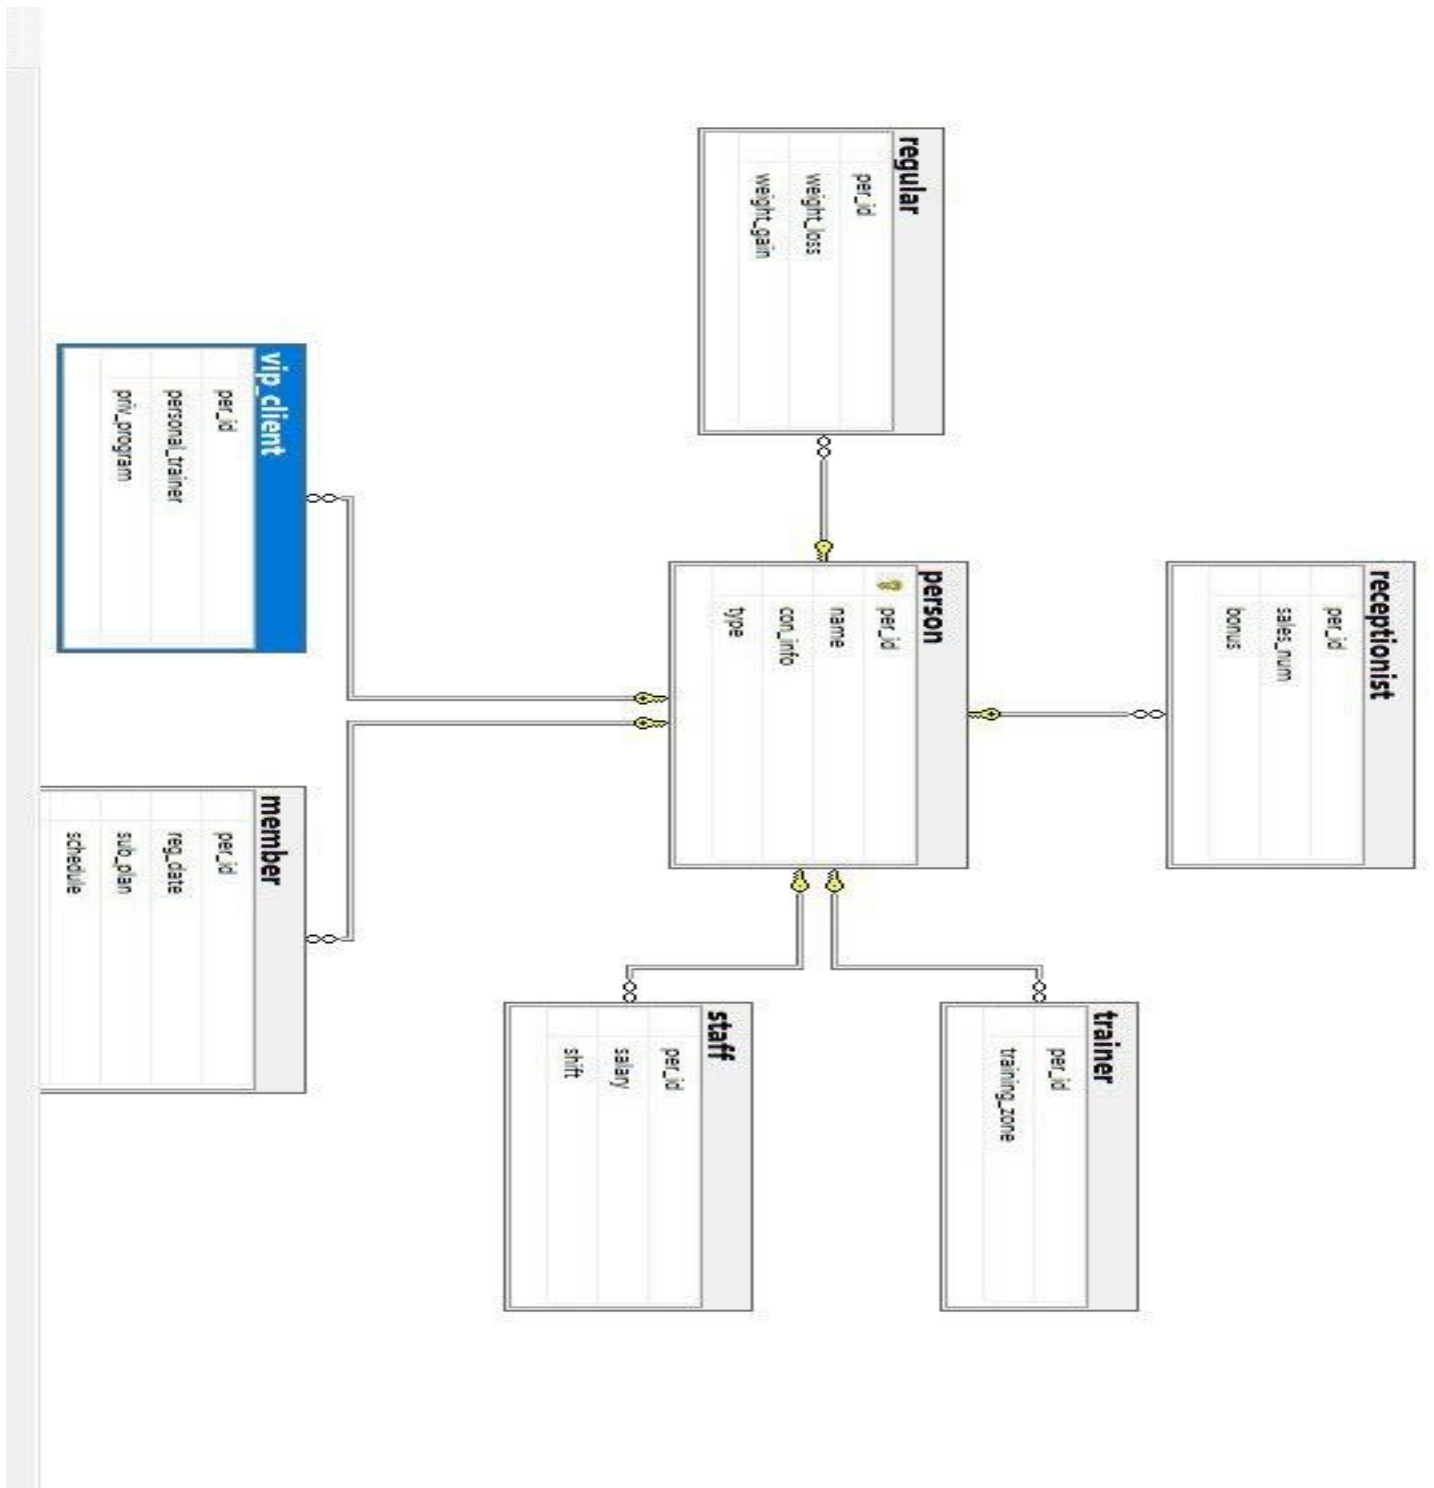 receptionist
per_id
sales_num
bonus
trainer
per_id
training_zone
person
per_id
name
con_info
type
regular
per_id
weight_loss
weight_gain
staff
per_id
salary
shift
vip_client
per_id
personal_trainer
priv_program
member
per_id
reg_date
sub_plan
schedule